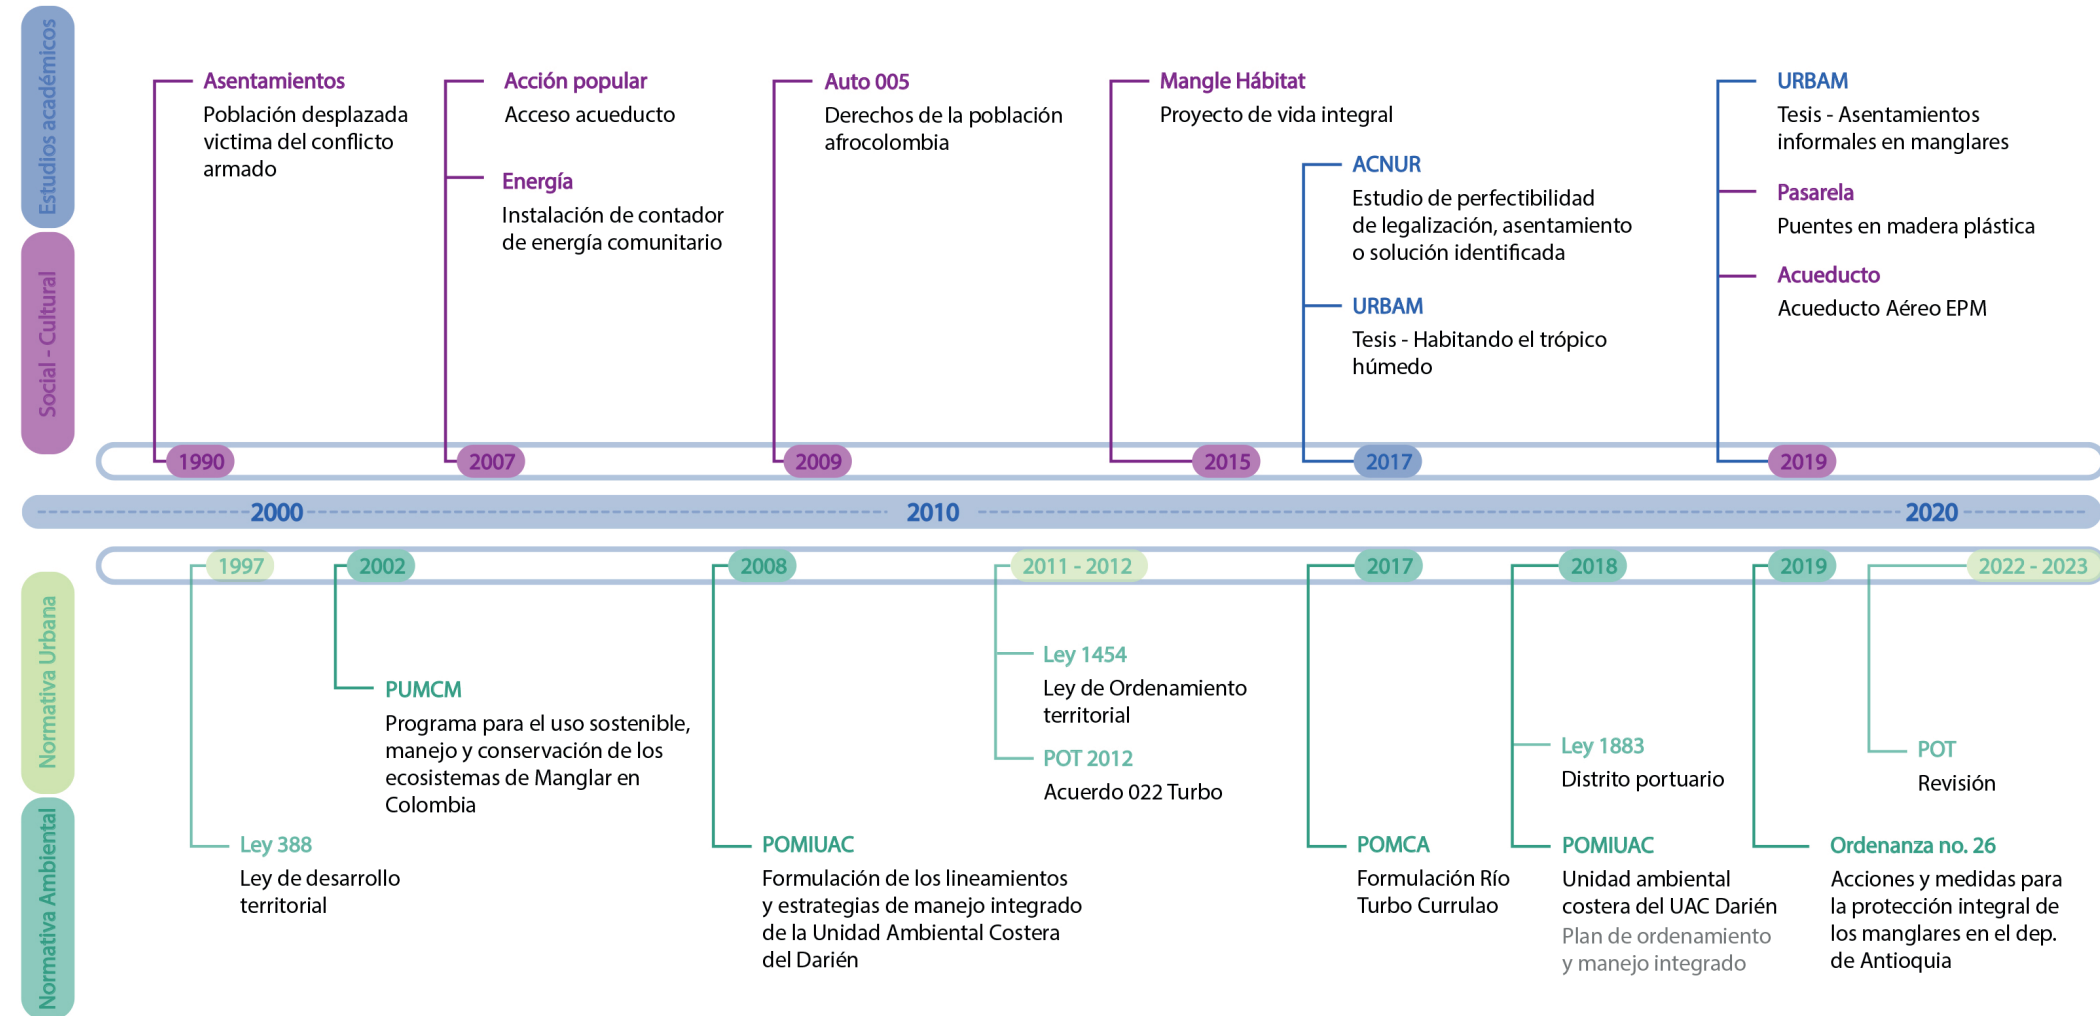 Estudios académicos
Social - Cultural
Asentamientos
Población desplazada
victima del conflicto
armado
Acción popular
Acceso acueducto
Energía
Instalación de contador
de energía comunitario
Auto 005
Derechos de la población
afrocolombia
Mangle Hábitat
Proyecto de vida integral
ACNUR
Estudio de perfectibilidad
de legalización, asentamiento
o solución identificada
URBAM
Tesis - Habitando el trópico
húmedo
URBAM
Tesis - Asentamientos
informales en manglares
Pasarela
Puentes en madera plástica
Acueducto
Acueducto Aéreo EPM
1990
2007
2009
2015
2017
2019
2000
2010
2020
1997
2002
2008
2011 - 2012
2017
2018
2019
2022 - 2023
Normativa Urbana
Normativa Ambiental
Ley 388
Ley de desarrollo
territorial
PUMCM
Programa para el uso sostenible,
manejo y conservación de los
ecosistemas de Manglar en
Colombia
POMIUAC
Formulación de los lineamientos
y estrategias de manejo integrado
de la Unidad Ambiental Costera
del Darién
Ley 1454
Ley de Ordenamiento
territorial
POT 2012
Acuerdo 022 Turbo
POMCA
Formulación Río
Turbo Currulao
Ley 1883
Distrito portuario
POMIUAC
Unidad ambiental
costera del UAC Darién
Plan de ordenamiento
y manejo integrado
Ordenanza no. 26
Acciones y medidas para
la protección integral de
los manglares en el dep.
de Antioquia
POT
Revisión